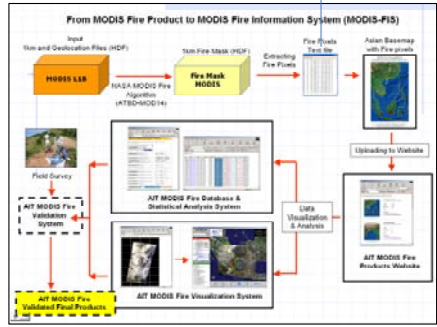 From MODIS Fire Product to MODIS Fire Information System (MODIS-FIS)
Input
1km and Geolocation Files (HDF)
MODIS L1B
NASA MODIS Fire
Algorithm
(ATBD-MOD14)
1km Fire Mask (HDF)
Fire Mask
MODIS
Extracting
Fire Pixels
Fire Pixels
Text file
Asian Basemap
with Fire pixels
Uploading to Website
AIT MODIS Fire
Products Website
Data
Visualization
& Analysis
AIT MODIS Fire Database &
Statistical Analysis System
AIT MODIS Fire Visualization System
Field Survey
AIT MODIS Fire
Validation
System
AIT MODIS Fire
Validated Final Products